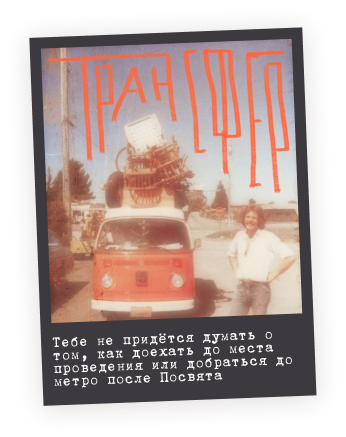 ТРАНСФЕР
Тебе не придётся думать о
том, как доехать до места
проведения или добраться до
метро после Посвята